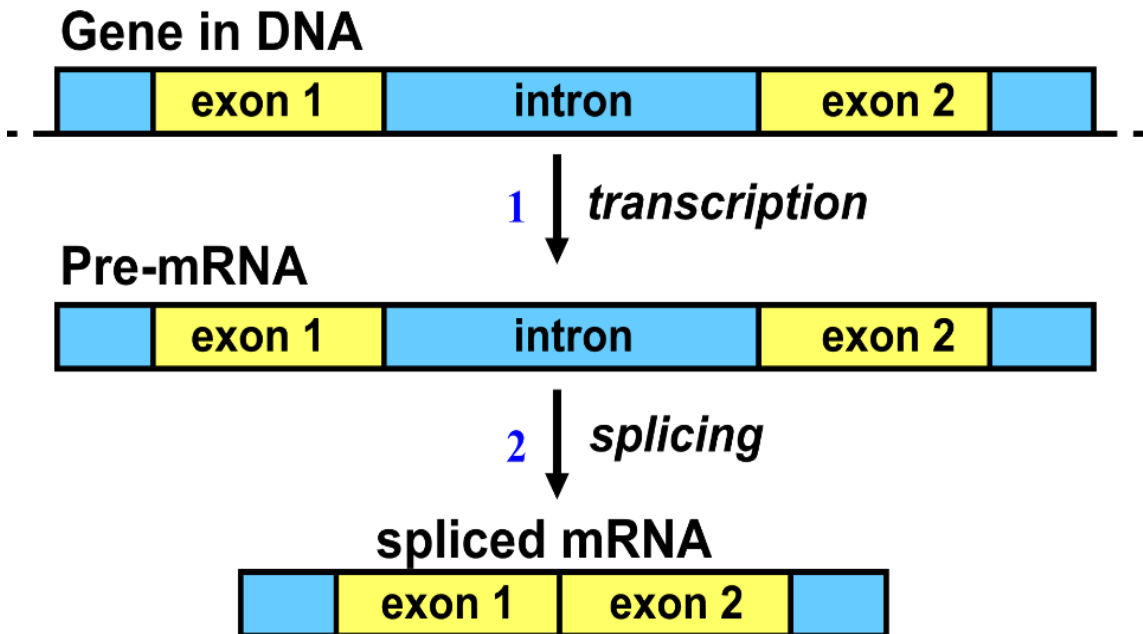 Gene in DNA
exon 1 intron exon 2
1 transcription
Pre-mRNA
exon 1 intron exon 2
2 splicing
spliced mRNA
exon 1 exon 2